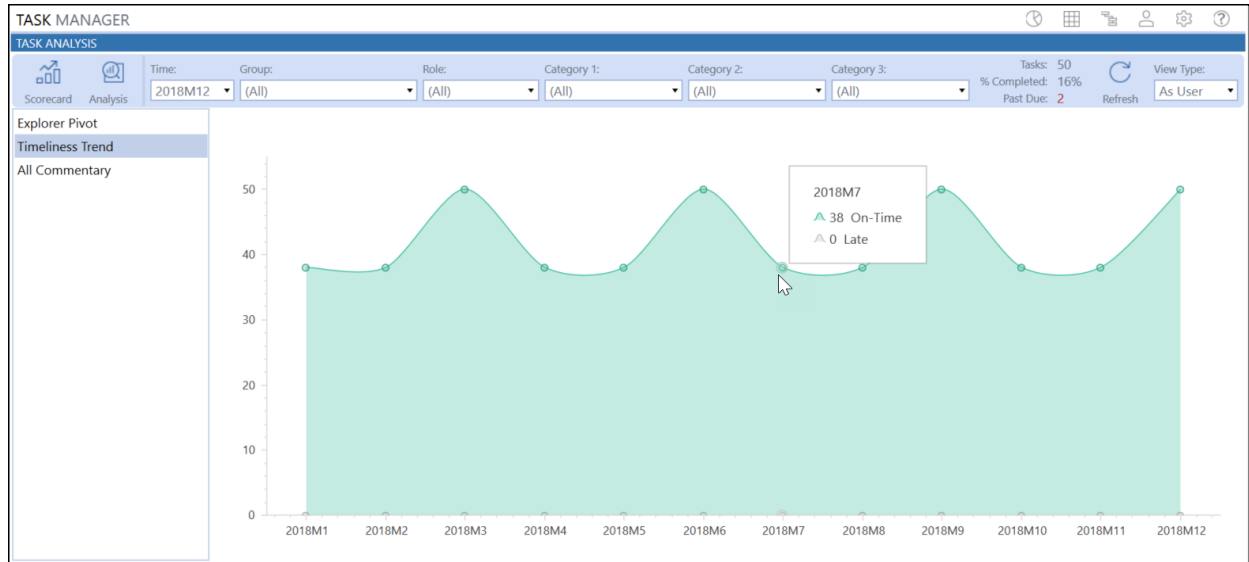 TASK MANAGER
TASK ANALYSIS
Scorecard
Analysis
Time:
2018M12
Group:
(All)
Role:
(All)
Category 1:
(All)
Category 2:
(All)
Category 3:
(All)
Tasks: 50
% Completed: 16%
Past Due: 2
Refresh
View Type:
As User
Explorer Pivot
Timeliness Trend
All Commentary
50
40
30
20
10
0
2018M7
38 On-Time
0 Late
2018M1 2018M2 2018M3 2018M4 2018M5 2018M6 2018M7 2018M8 2018M9 2018M10 2018M11 2018M12